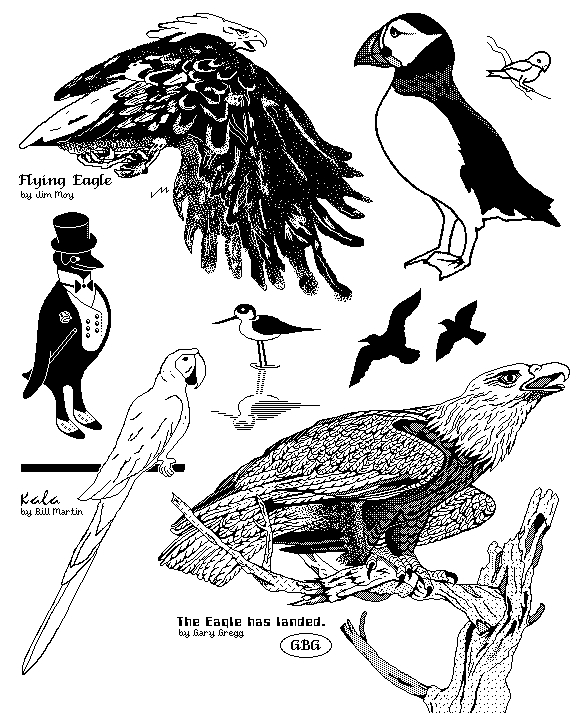 Flying Eagle
by Jim Moy
Kala
by Bill Martin
The Eagle has landed.
by Gary Gregg
GBG